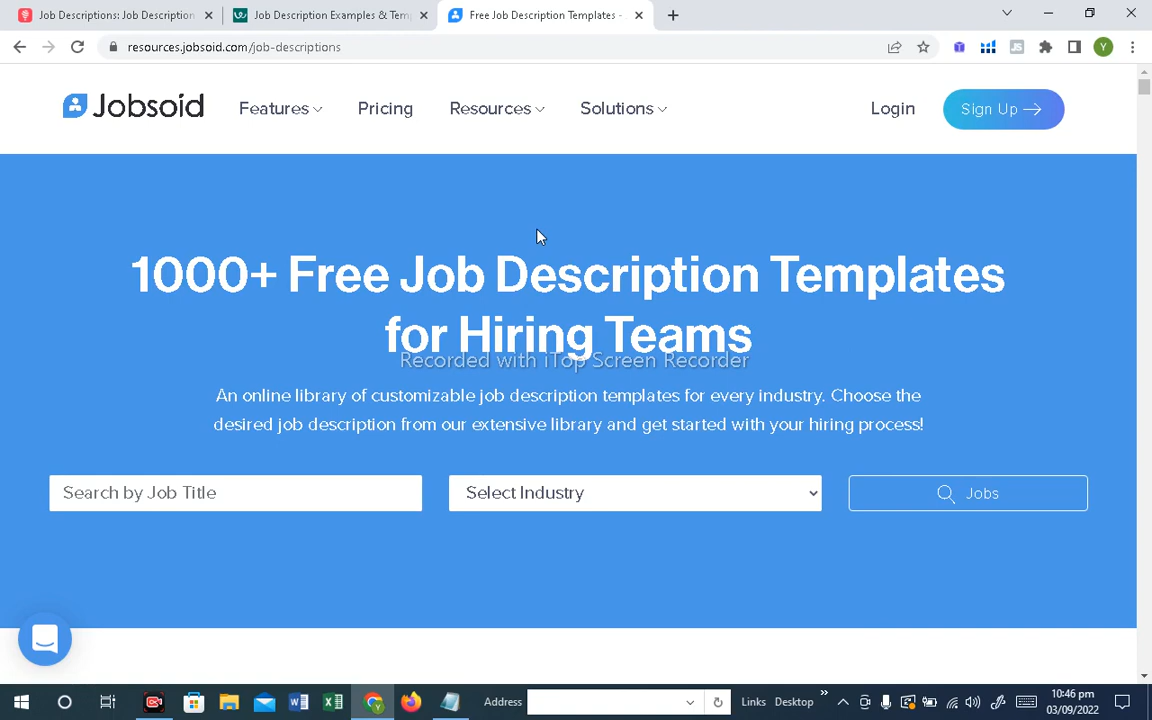 Job Descriptions: Job Description
Job Description Examples & Temp
Free Job Description Templates -
resources.jobsoid.com/job-descriptions
JS
Y
Jobsoid
Features
Pricing
Resources
Solutions
Login
Sign Up
1000+ Free Job Description Templates
for Hiring Teams
Recorded with iTop Screen Recorder
An online library of customizable job description templates for every industry. Choose the
desired job description from our extensive library and get started with your hiring process!
Search by Job Title
Select Industry
Jobs
Address
Links
Desktop
10:46 pm
03/09/2022